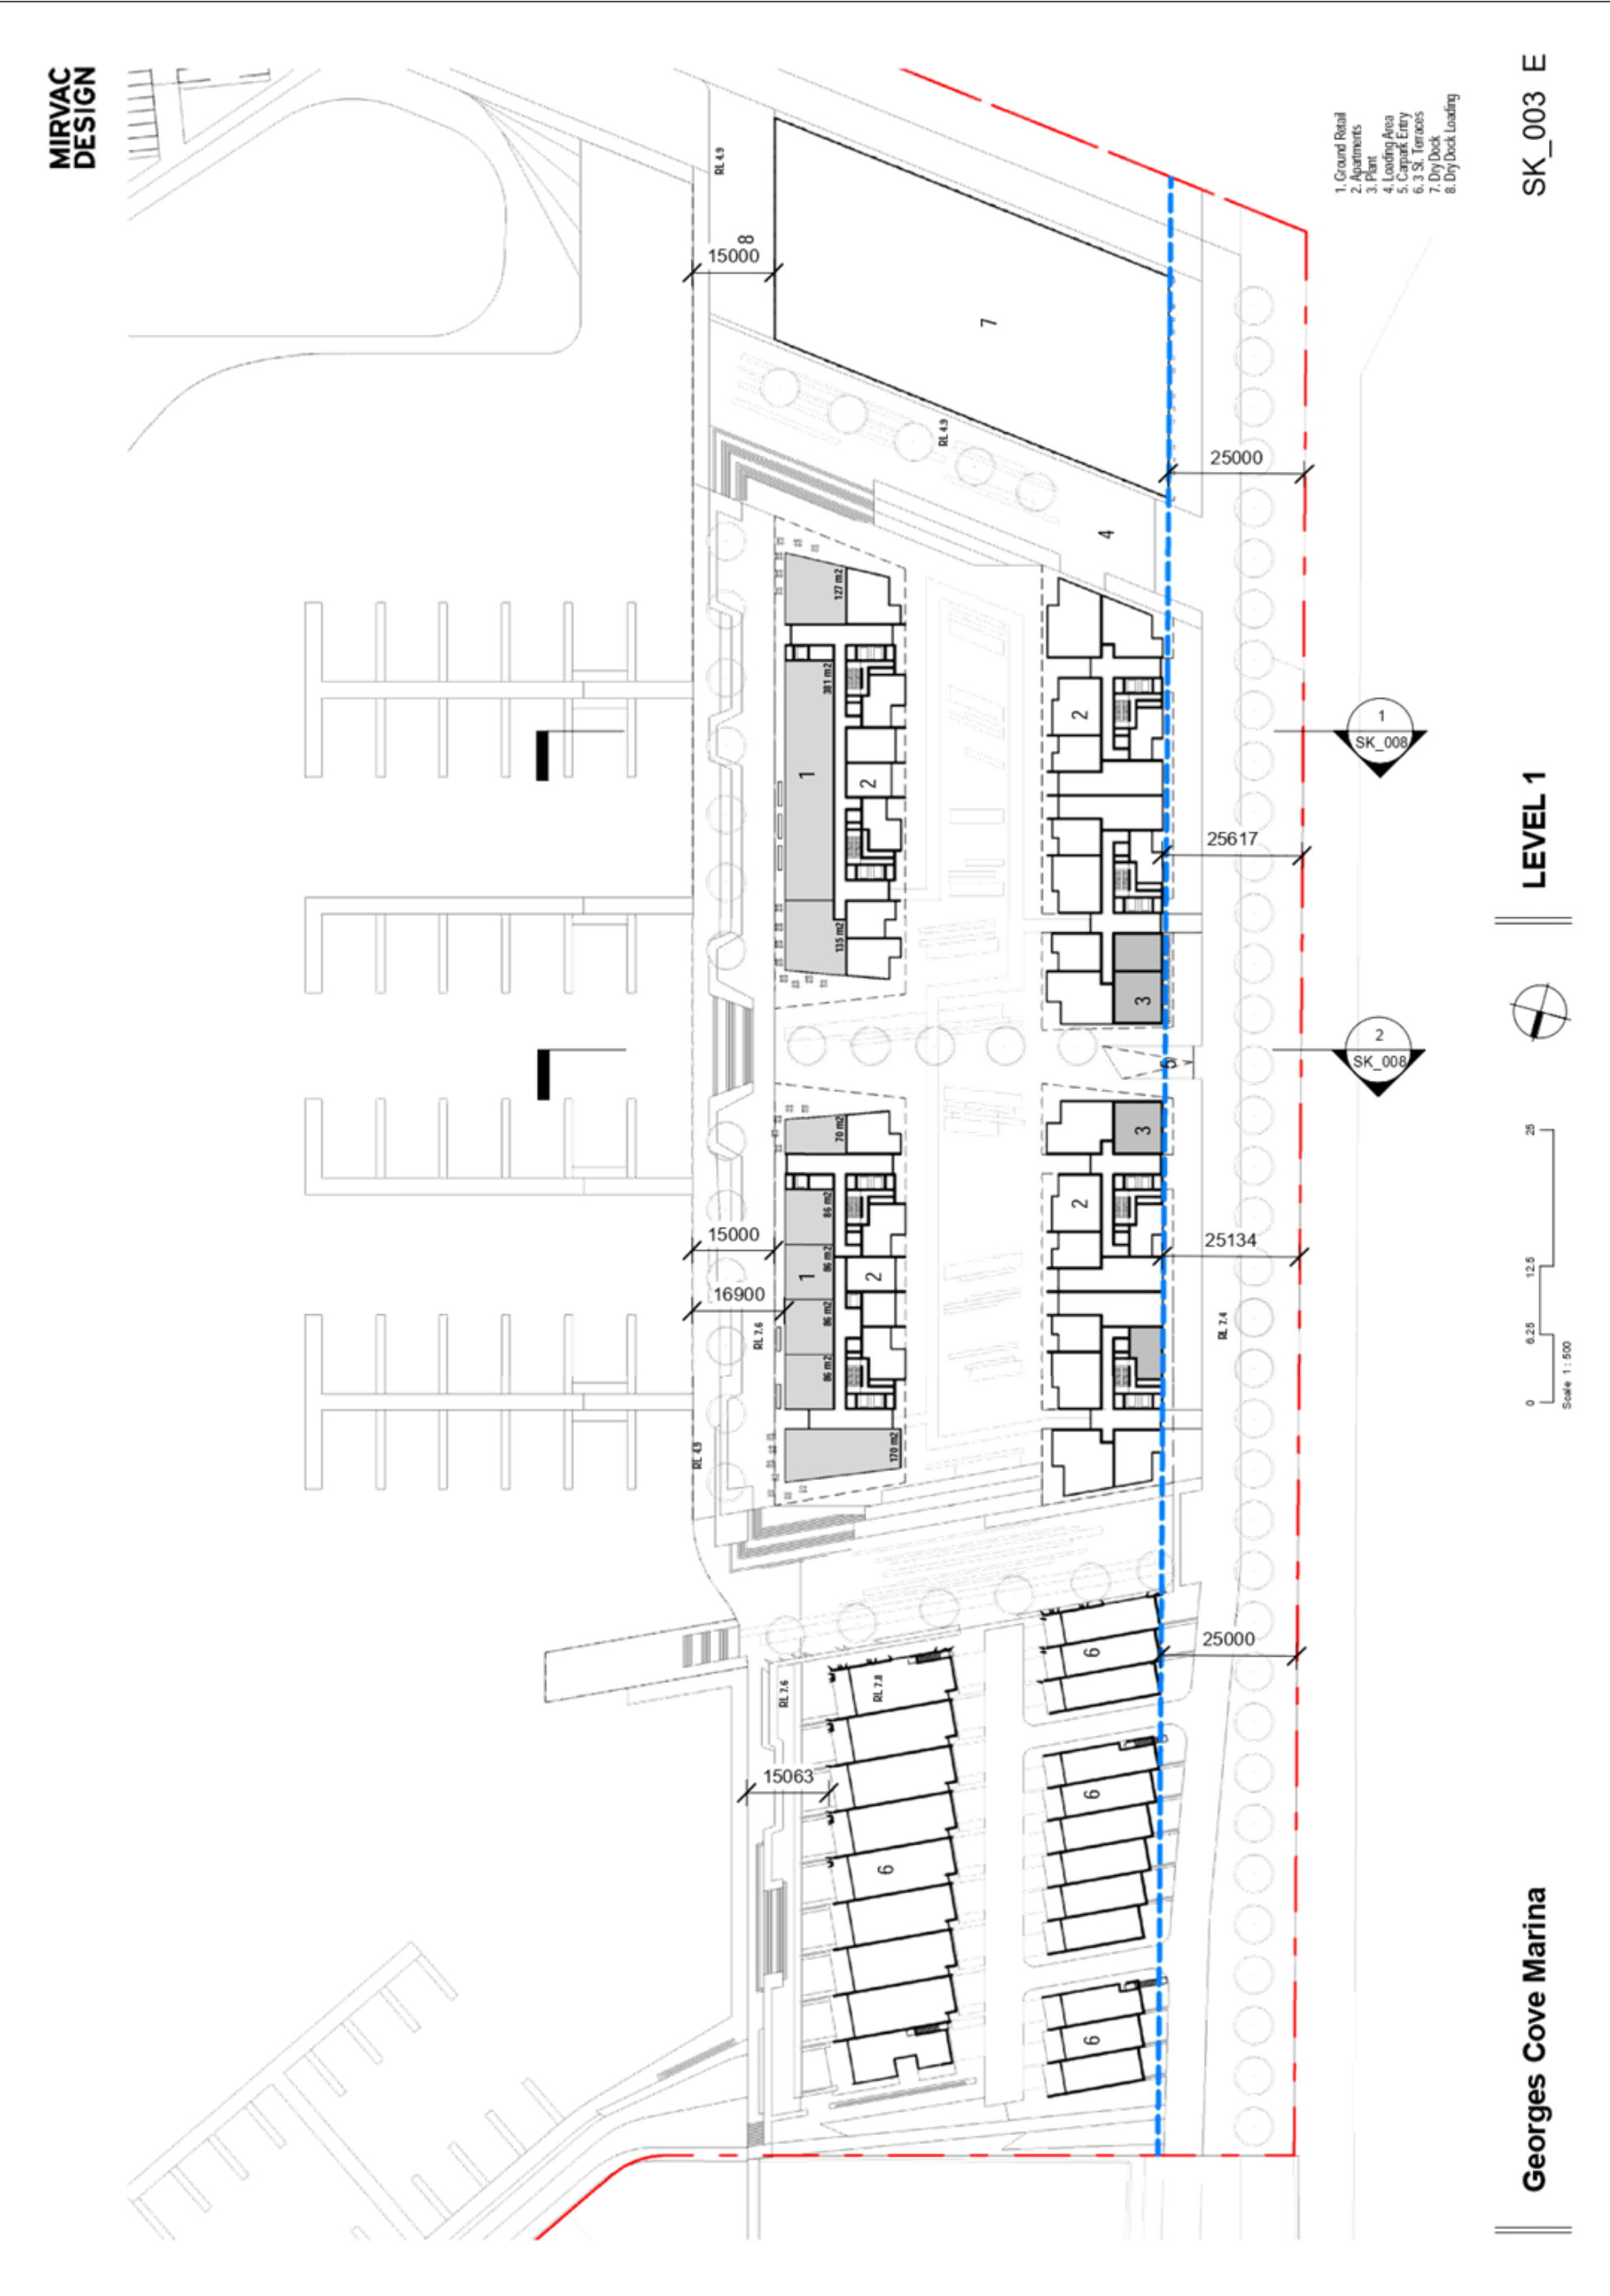 MIRVAC
DESIGN
SK_003 E
1. Ground Retail
2. Apartments
3. Plant
4. Loading Area
5. Carpark Entry
6. 3 St. Terraces
7. Dry Dock
8. Dry Dock Loading
RL 4.9
8
15000
7
RL 4.9
25000
4
127 m2
381 m2
1
2
2
1
SK_008
LEVEL 1
25617
135 m2
3
2
SK_008
70 m2
3
86 m2
2
15000
86 m2
1
2
25134
16900
86 m2
RL 7.6
RL 7.4
86 m2
RL 4.9
170 m2
0
6.25
12.5
25
Scale 1 : 500
6
25000
RL 7.6
RL 7.8
15063
6
6
6
Georges Cove Marina